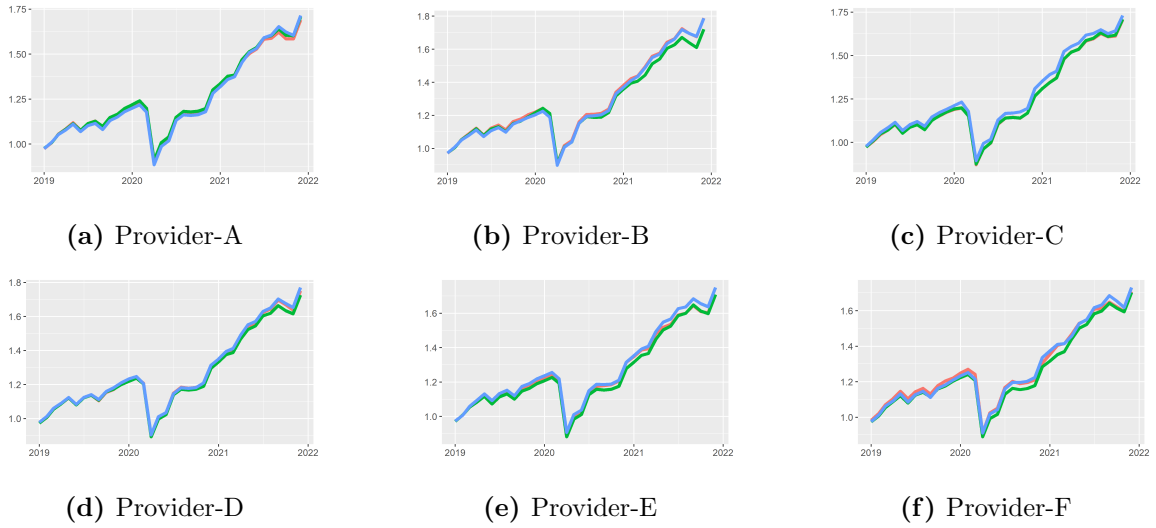 1.75
1.50
1.25
1.00
2019 2020 2021 2022
(a) Provider-A
1.8
1.6
1.4
1.2
1.0
2019 2020 2021 2022
(b) Provider-B
1.75
1.50
1.25
1.00
2019 2020 2021 2022
(c) Provider-C
1.8
1.6
1.4
1.2
1.0
2019 2020 2021 2022
(d) Provider-D
1.6
1.4
1.2
1.0
2019 2020 2021 2022
(e) Provider-E
1.6
1.4
1.2
1.0
2019 2020 2021 2022
(f) Provider-F